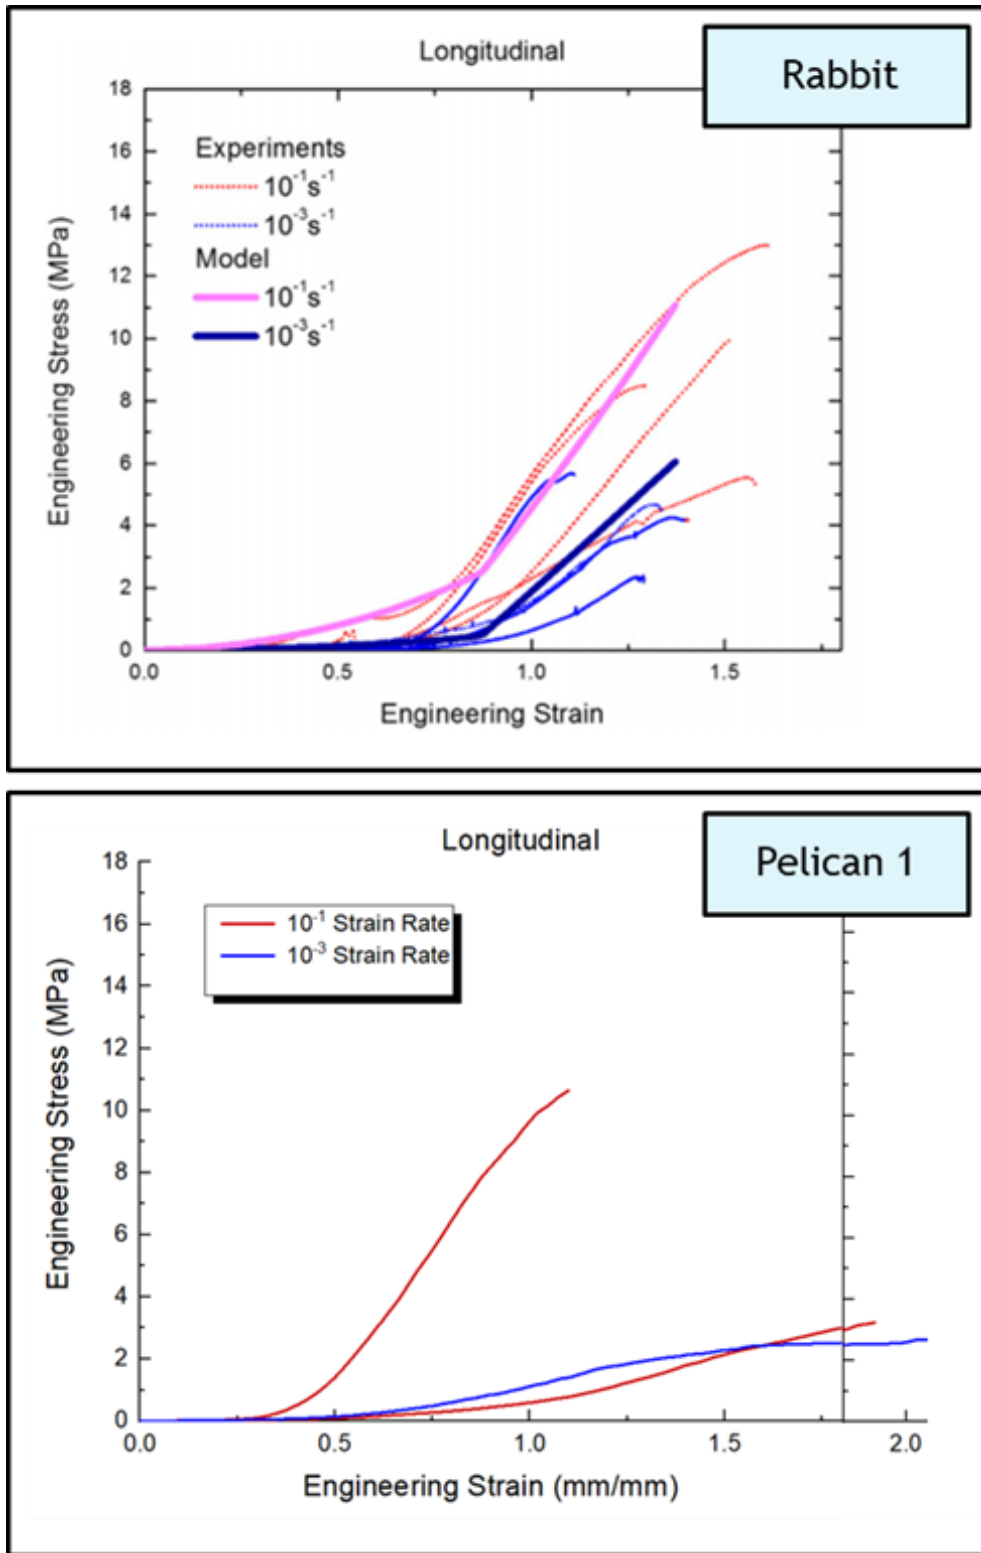 Longitudinal
Rabbit
18
16
14
12
10
8
6
4
2
0
Engineering Stress (MPa)
Experiments
10⁻¹s⁻¹
10⁻³s⁻¹
Model
10⁻¹s⁻¹
10⁻³s⁻¹
0.0 0.5 1.0 1.5
Engineering Strain
Longitudinal
Pelican 1
18
16
14
12
10
8
6
4
2
0
Engineering Stress (MPa)
10⁻¹ Strain Rate
10⁻³ Strain Rate
0.0 0.5 1.0 1.5 2.0
Engineering Strain (mm/mm)